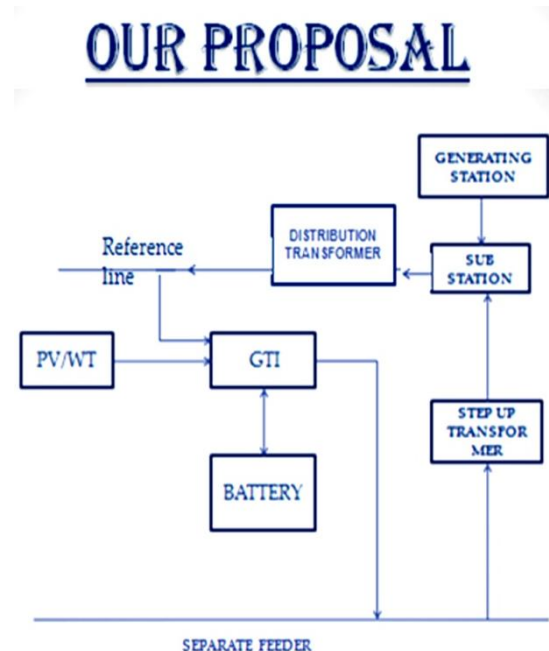 OUR PROPOSAL
GENERATING
STATION
DISTRIBUTION
TRANSFORMER
SUB
STATION
Reference
line
PV/WT
GTI
STEP UP
TRANSFOR
MER
BATTERY
SEPARATE FEEDER